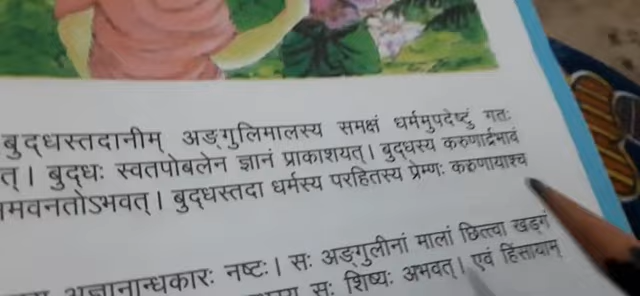 बुद्धस्तदानीम् अङ्गुलिमालस्य समक्षं धर्ममुपदेष्टुं गतः
त्। बुद्धः स्वतपोबलेन ज्ञानं प्राकाशयत्। बुद्धस्य करुणार्द्रभावं
मवनतोऽभवत्। बुद्धस्तदा धर्मस्य परहितस्य प्रेम्णः करुणायाश्च
अज्ञानान्धकारः नष्टः। सः अङ्गुलीनां मालां छित्त्वा खड्गं
सः शिष्यः अभवत्। एवं हिंसायाम्